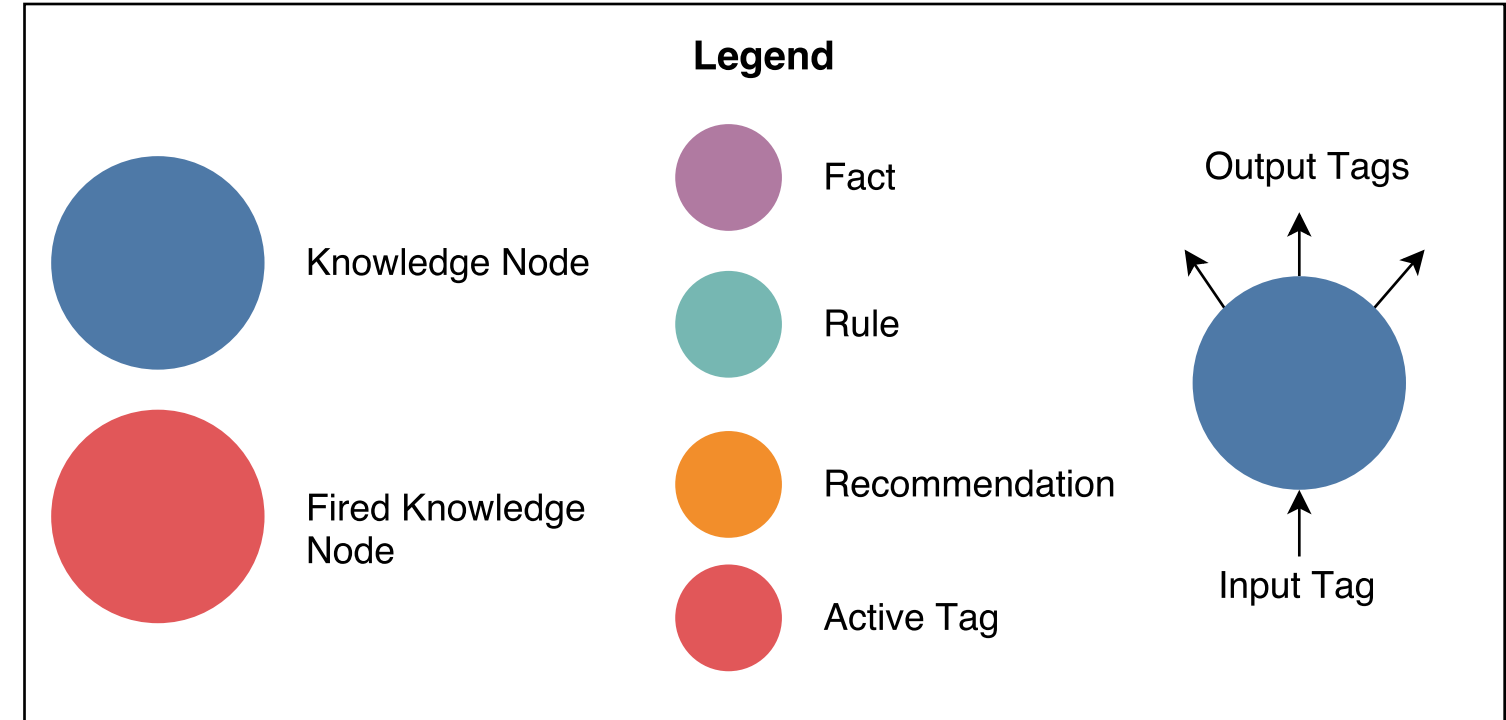 Legend
Knowledge Node
Fired Knowledge
Node
Fact
Rule
Recommendation
Active Tag
Output Tags
Input Tag